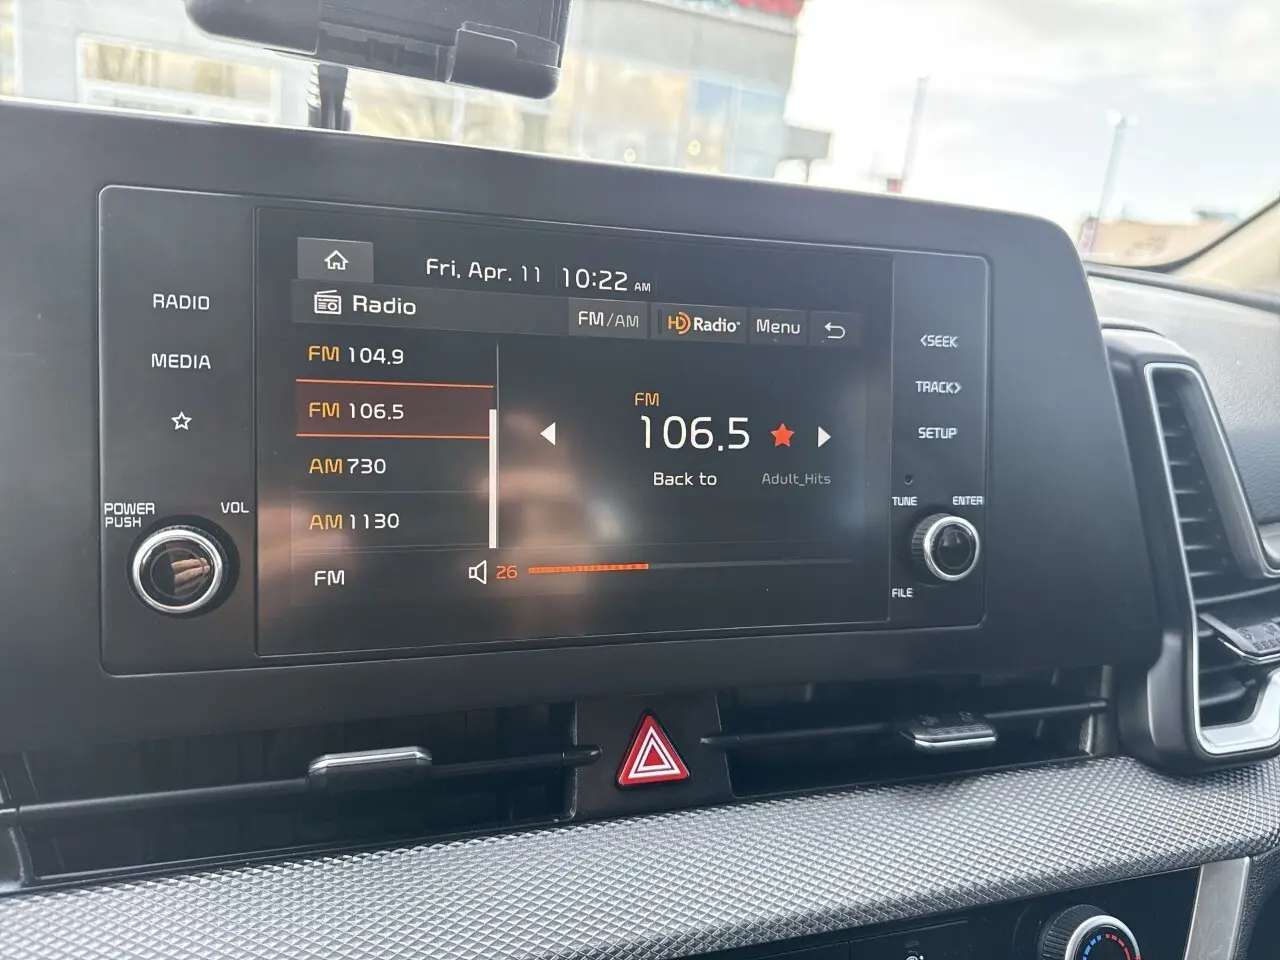 Fri, Apr. 11 10:22 AM
Radio
FM/AM HD Radio Menu
RADIO
MEDIA
POWER PUSH
VOL
FM 104.9
FM 106.5
AM 730
AM 1130
FM
FM
106.5
Back to Adult_Hits
26
<SEEK
TRACK>
SETUP
TUNE
ENTER
FILE